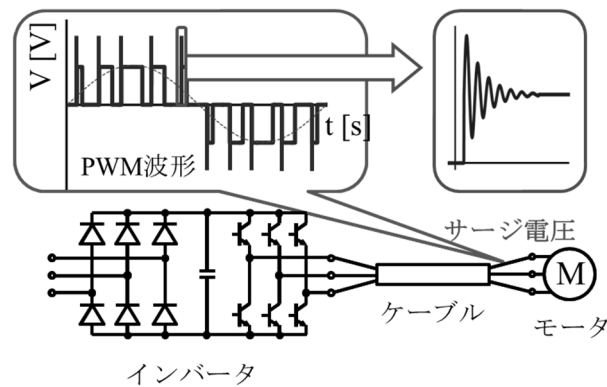 V [V]
t [s]
PWM波形
サージ電圧
M
ケーブル
モータ
インバータ